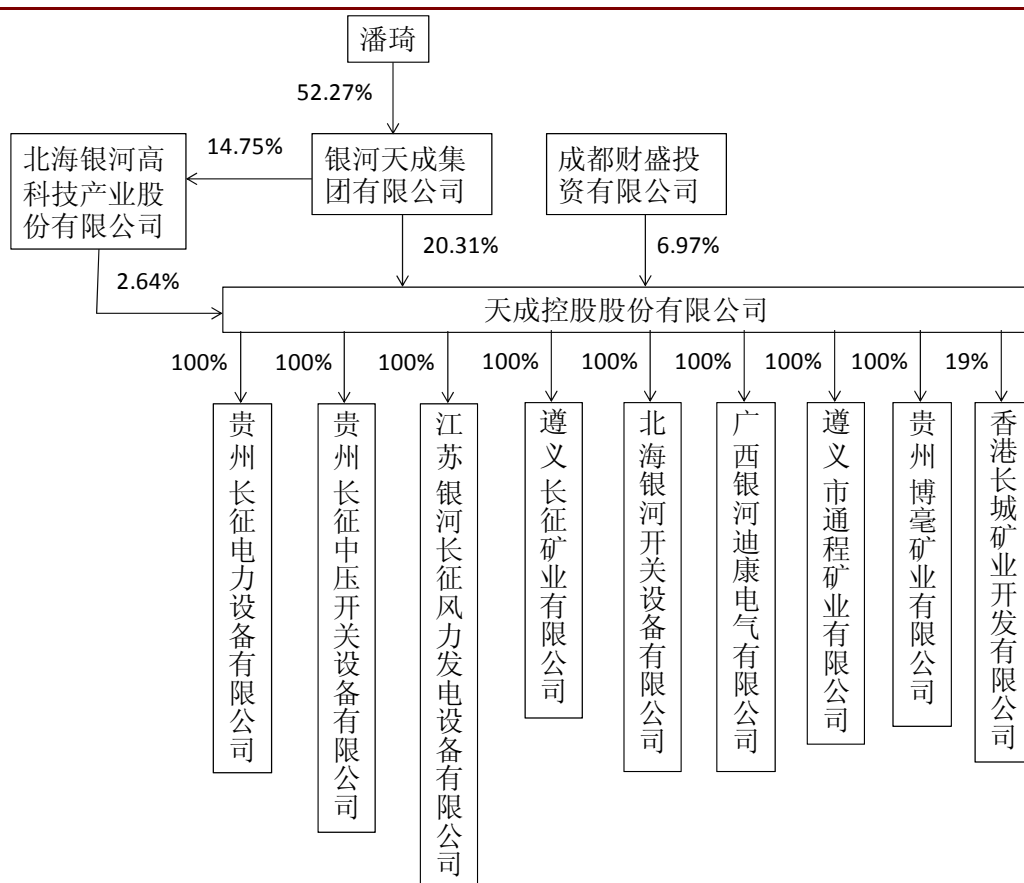 潘琦
52.27%
北海银河高
科技产业股
份有限公司
14.75%
银河天成集
团有限公司
成都财盛投
资有限公司
2.64%
20.31%
6.97%
天成控股股份有限公司
100%
100%
100%
100%
100%
100%
100%
100%
19%
贵州长征电力设备有限公司
贵州长征中压开关设备有限公司
江苏银河长征风力发电设备有限公司
遵义长征矿业有限公司
北海银河开关设备有限公司
广西银河迪康电气有限公司
遵义市通程矿业有限公司
贵州博毫矿业有限公司
香港长城矿业开发有限公司